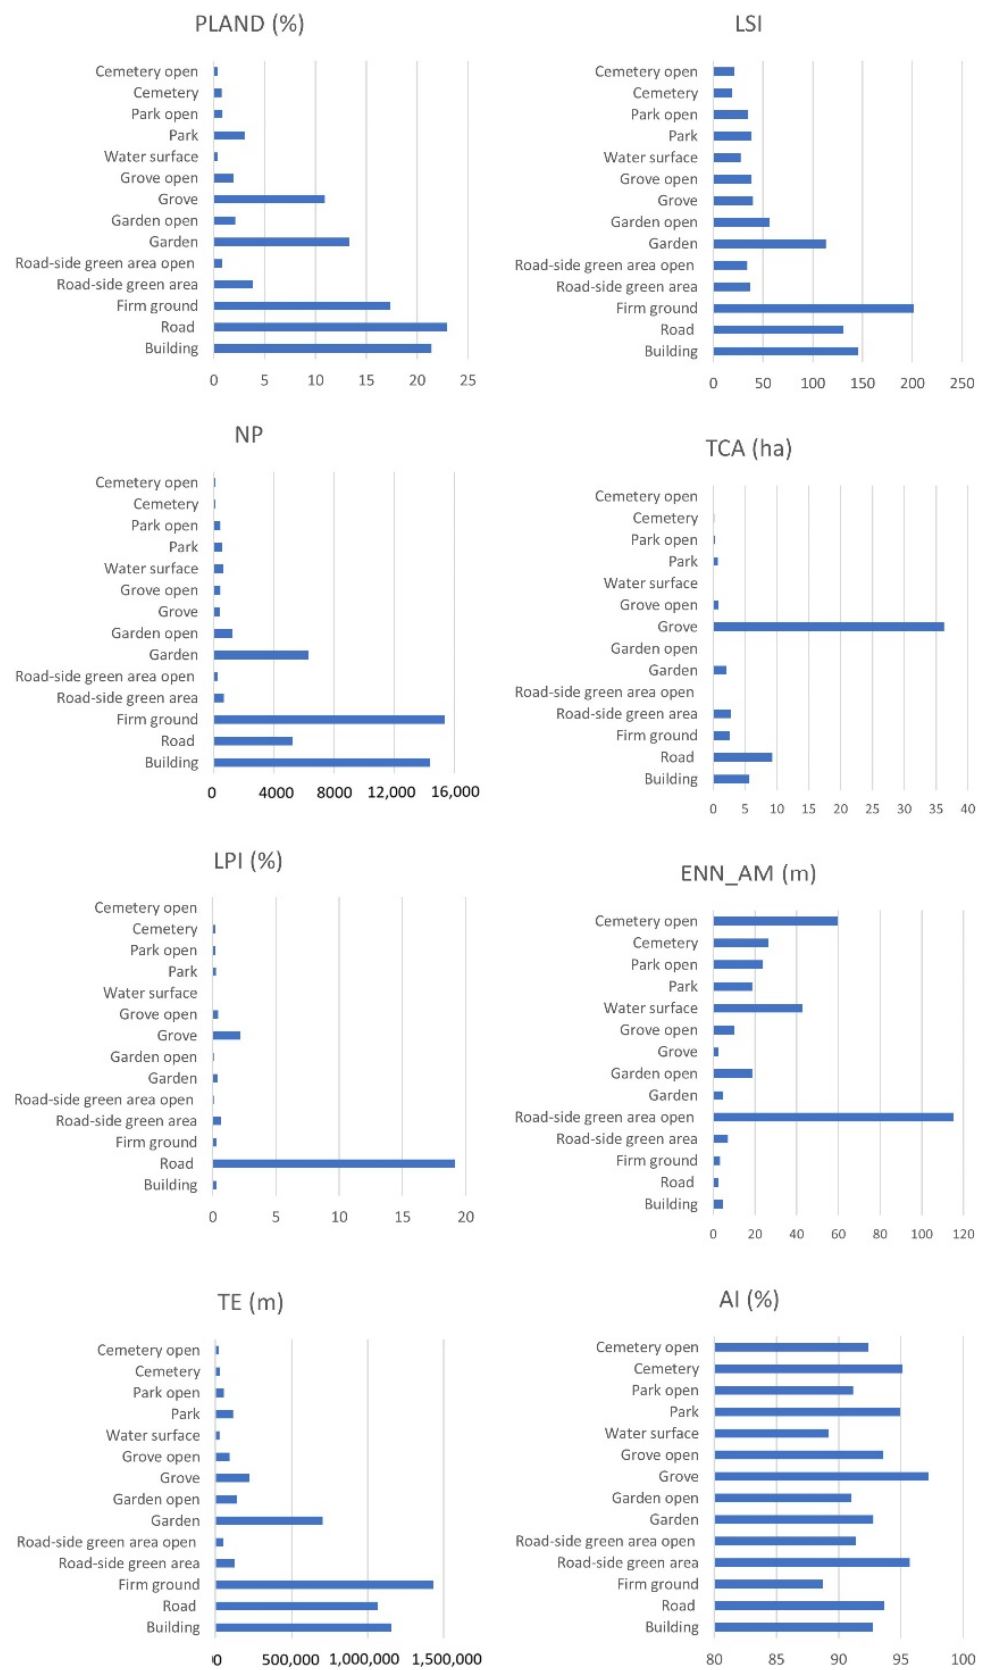 PLAND (%)
Cemetery open
Cemetery
Park open
Park
Water surface
Grove open
Grove
Garden open
Garden
Road-side green area open
Road-side green area
Firm ground
Road
Building
0 5 10 15 20 25
LSI
Cemetery open
Cemetery
Park open
Park
Water surface
Grove open
Grove
Garden open
Garden
Road-side green area open
Road-side green area
Firm ground
Road
Building
0 50 100 150 200 250
NP
Cemetery open
Cemetery
Park open
Park
Water surface
Grove open
Grove
Garden open
Garden
Road-side green area open
Road-side green area
Firm ground
Road
Building
0 4000 8000 12,000 16,000
TCA (ha)
Cemetery open
Cemetery
Park open
Park
Water surface
Grove open
Grove
Garden open
Garden
Road-side green area open
Road-side green area
Firm ground
Road
Building
0 5 10 15 20 25 30 35 40
LPI (%)
Cemetery open
Cemetery
Park open
Park
Water surface
Grove open
Grove
Garden open
Garden
Road-side green area open
Road-side green area
Firm ground
Road
Building
0 5 10 15 20
ENN_AM (m)
Cemetery open
Cemetery
Park open
Park
Water surface
Grove open
Grove
Garden open
Garden
Road-side green area open
Road-side green area
Firm ground
Road
Building
0 20 40 60 80 100 120
TE (m)
Cemetery open
Cemetery
Park open
Park
Water surface
Grove open
Grove
Garden open
Garden
Road-side green area open
Road-side green area
Firm ground
Road
Building
0 500,000 1,000,000 1,500,000
AI (%)
Cemetery open
Cemetery
Park open
Park
Water surface
Grove open
Grove
Garden open
Garden
Road-side green area open
Road-side green area
Firm ground
Road
Building
80 85 90 95 100